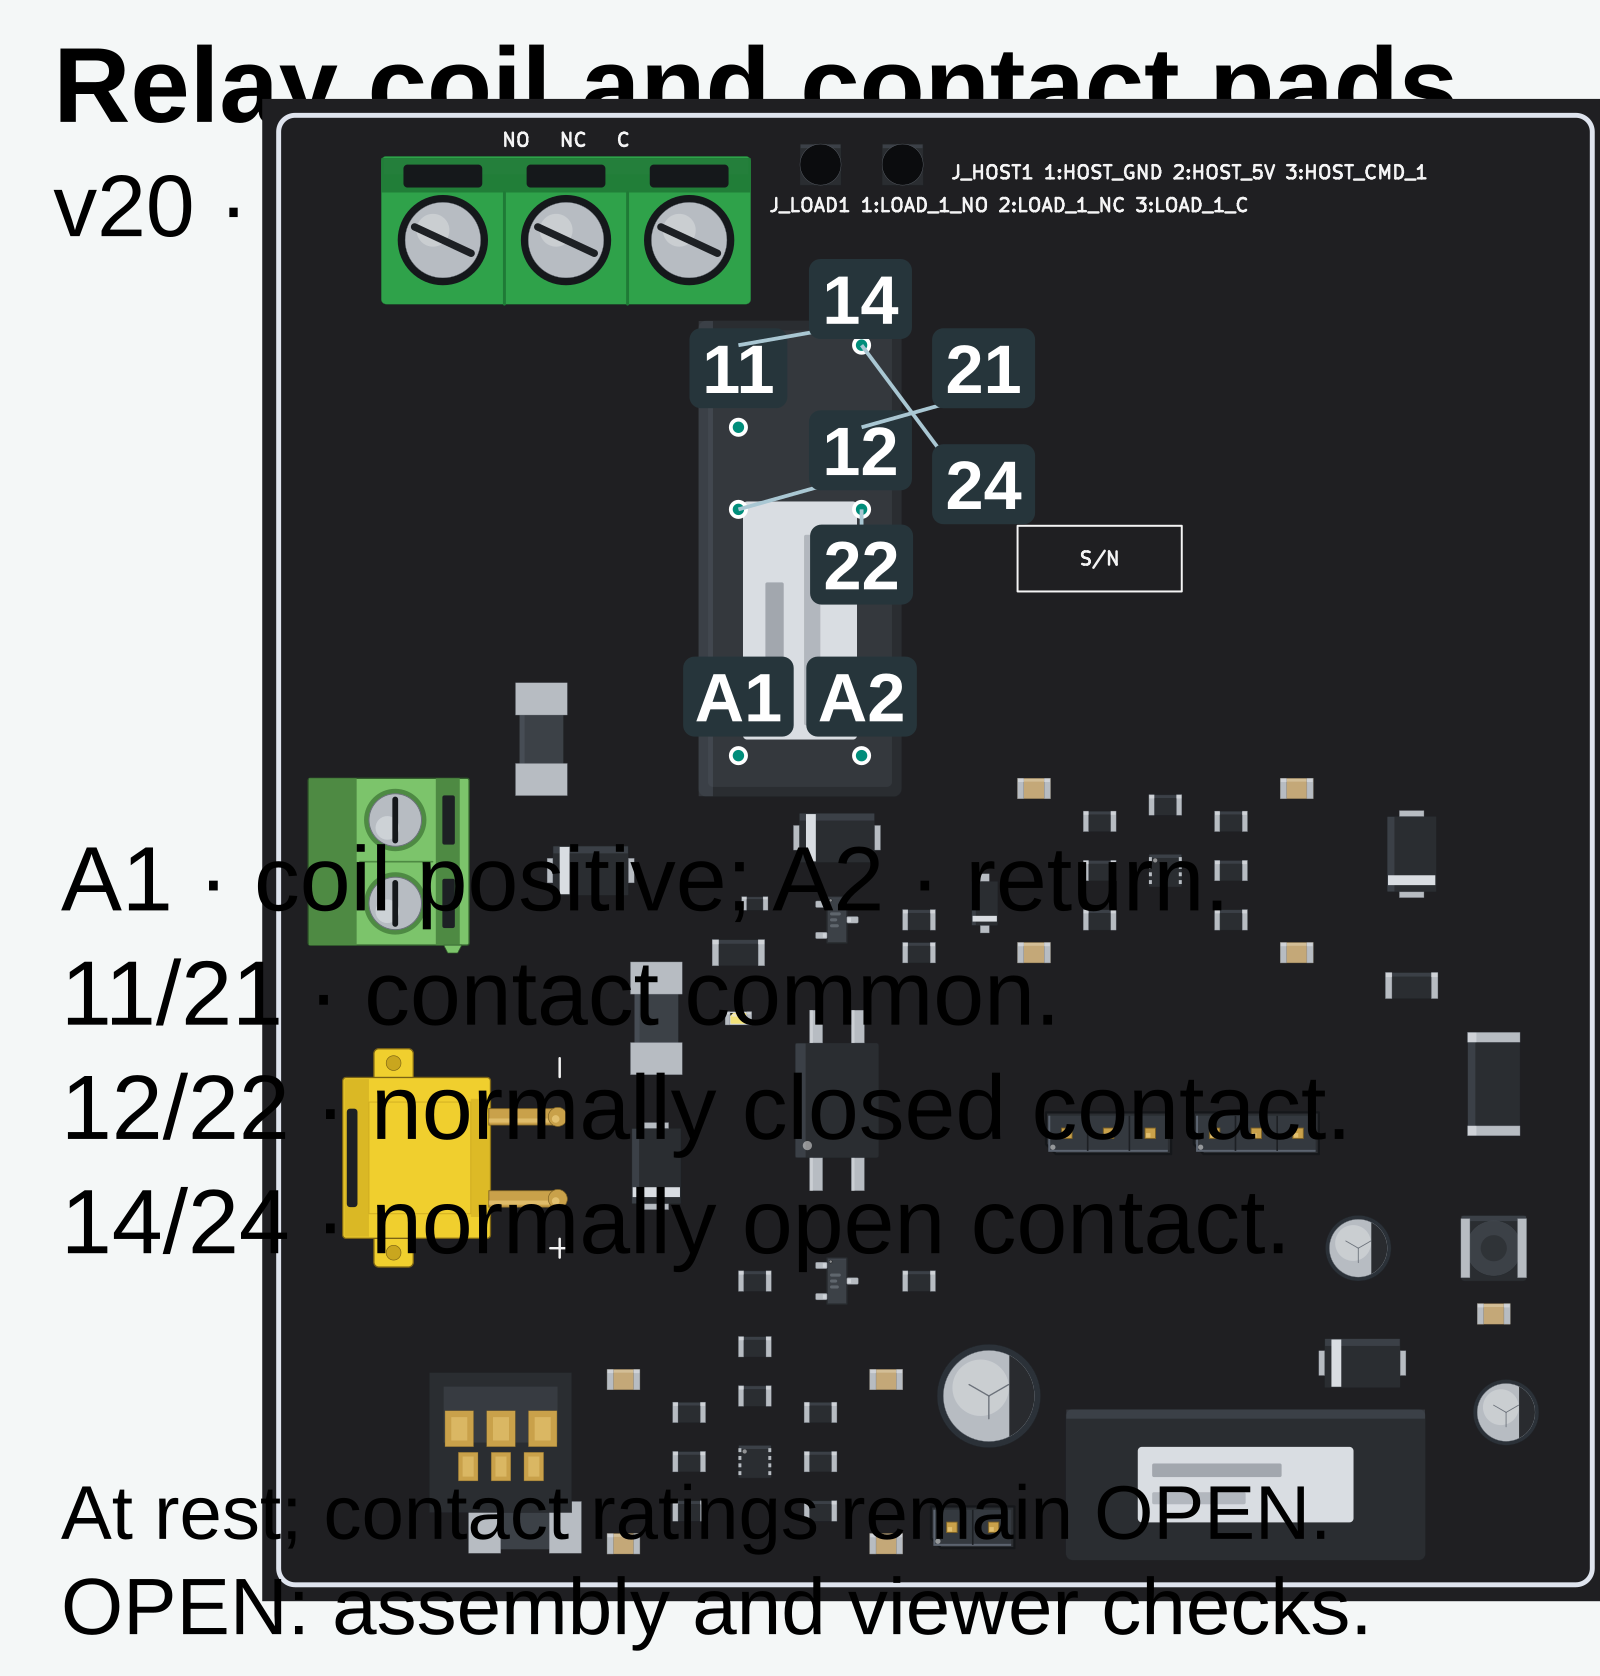 Relay coil and contact pads
v20 ·
NO NC C
J_HOST1 1:HOST_GND 2:HOST_5V 3:HOST_CMD_1
J_LOAD1 1:LOAD_1_NO 2:LOAD_1_NC 3:LOAD_1_C
14
11
21
12
24
22
S/N
A1 A2
A1 · coil positive; A2 · return.
11/21 · contact common.
12/22 · normally closed contact.
14/24 · normally open contact.
+
At rest; contact ratings remain OPEN.
OPEN: assembly and viewer checks.